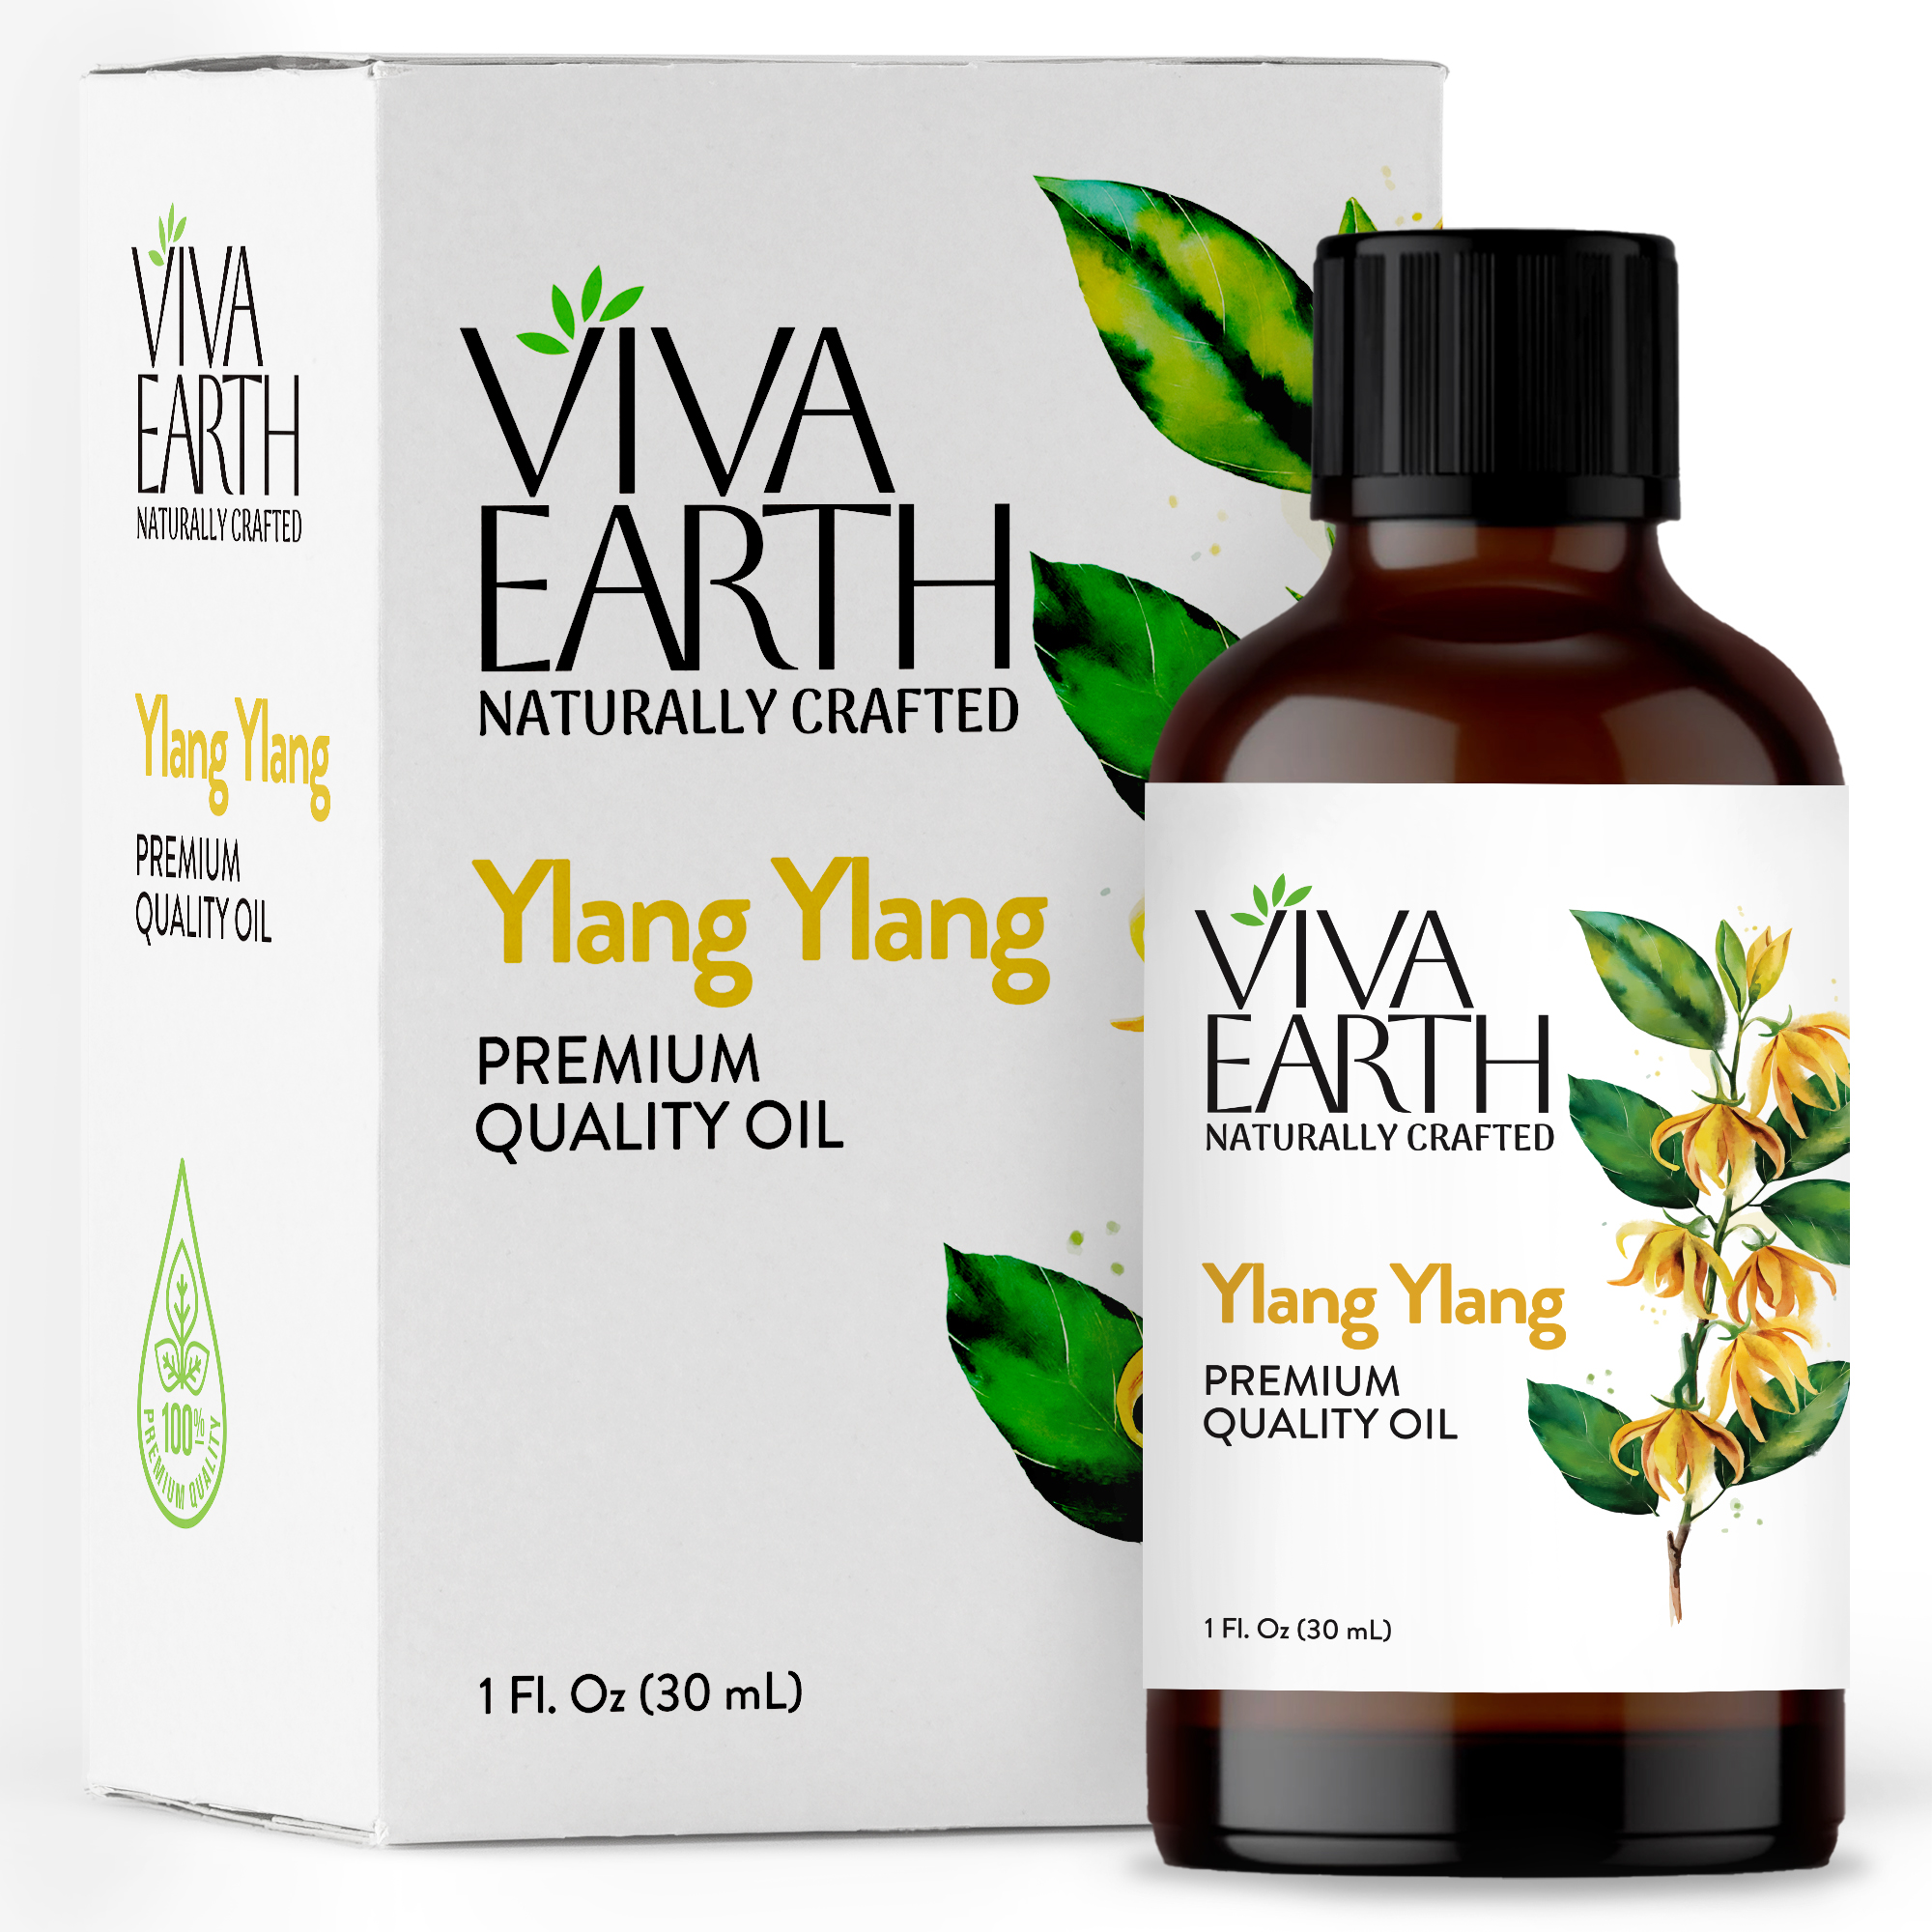 VIVA
EARTH
NATURALLY CRAFTED
Ylang Ylang
PREMIUM
QUALITY OIL
100%
PREMIUM QUALITY
VIVA
EARTH
NATURALLY CRAFTED
Ylang Ylang
PREMIUM
QUALITY OIL
1 Fl. Oz (30 mL)
VIVA
EARTH
NATURALLY CRAFTED
Ylang Ylang
PREMIUM
QUALITY OIL
1 Fl. Oz (30 mL)